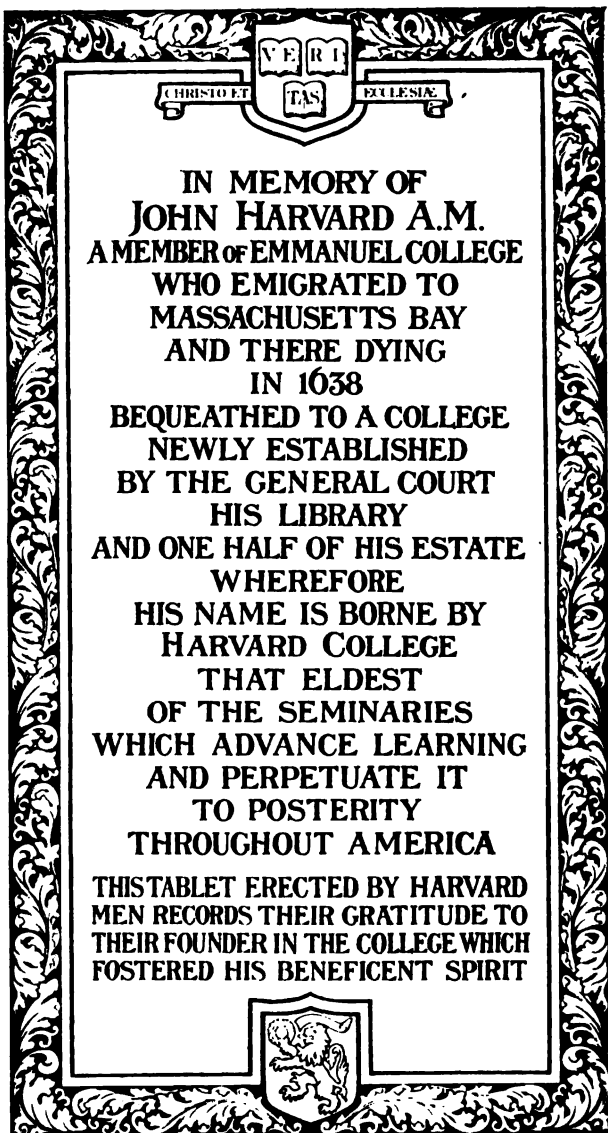 VE RI
CHRISTO ET TAS ECCLESIÆ
IN MEMORY OF
JOHN HARVARD A.M.
A MEMBER OF EMMANUEL COLLEGE
WHO EMIGRATED TO
MASSACHUSETTS BAY
AND THERE DYING
IN 1638
BEQUEATHED TO A COLLEGE
NEWLY ESTABLISHED
BY THE GENERAL COURT
HIS LIBRARY
AND ONE HALF OF HIS ESTATE
WHEREFORE
HIS NAME IS BORNE BY
HARVARD COLLEGE
THAT ELDEST
OF THE SEMINARIES
WHICH ADVANCE LEARNING
AND PERPETUATE IT
TO POSTERITY
THROUGHOUT AMERICA
THIS TABLET ERECTED BY HARVARD
MEN RECORDS THEIR GRATITUDE TO
THEIR FOUNDER IN THE COLLEGE WHICH
FOSTERED HIS BENEFICENT SPIRIT